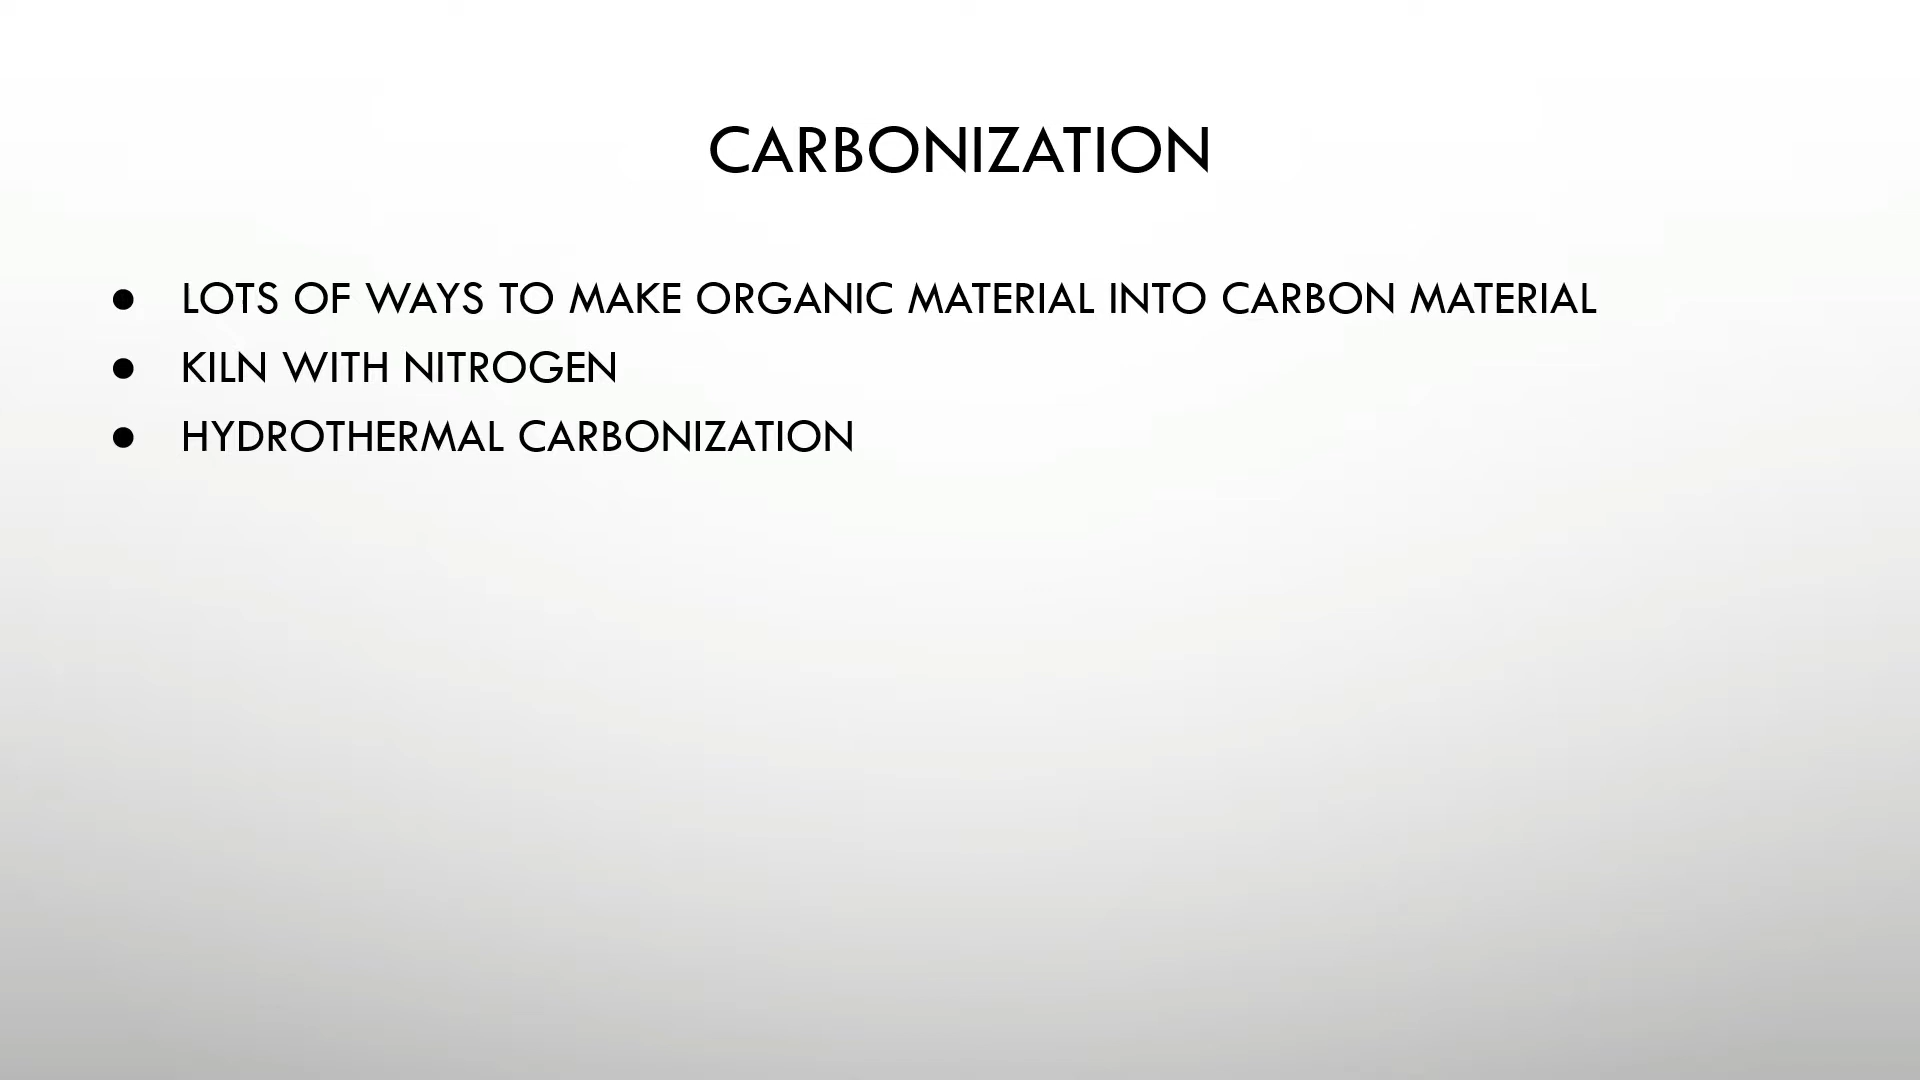 CARBONIZATION
● LOTS OF WAYS TO MAKE ORGANIC MATERIAL INTO CARBON MATERIAL
● KILN WITH NITROGEN
● HYDROTHERMAL CARBONIZATION